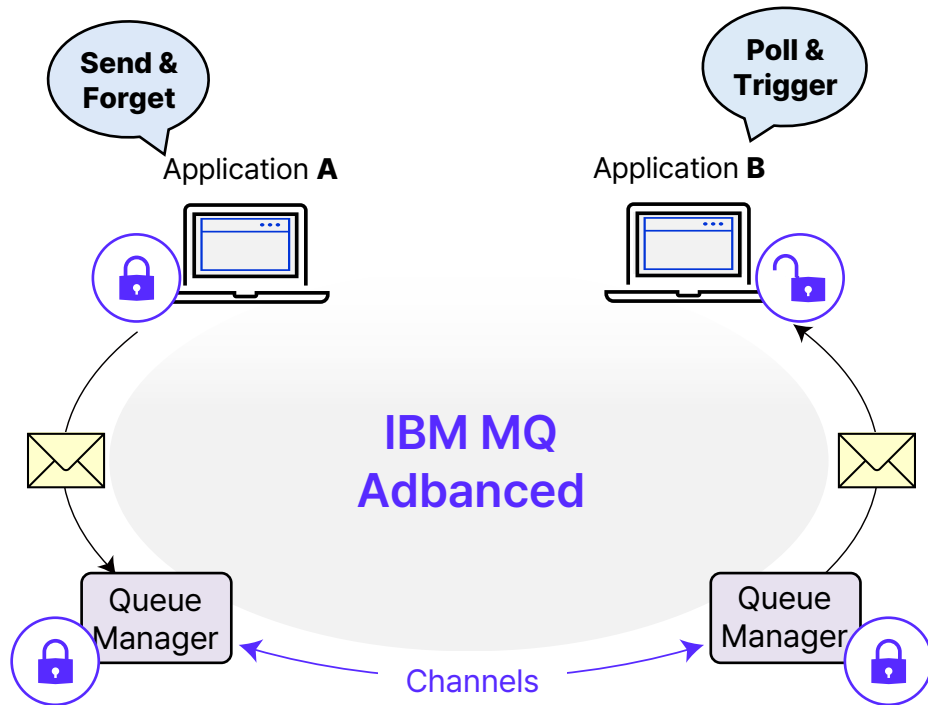 Send &
Forget
Poll &
Trigger
Application A
Application B
IBM MQ
Adbanced
Queue
Manager
Queue
Manager
Channels